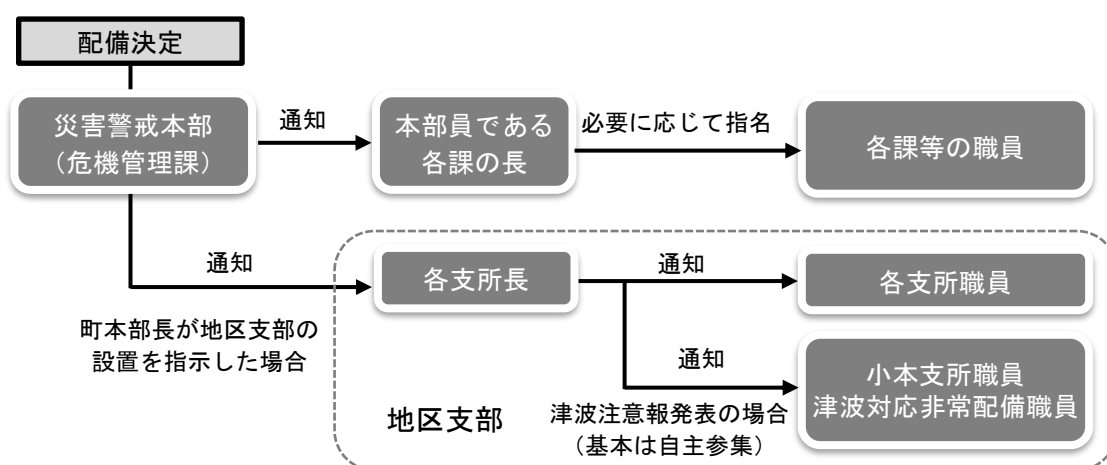 配備決定
災害警戒本部
（危機管理課）
通知
本部員である
各課の長
必要に応じて指名
各課等の職員
通知
町本部長が地区支部の
設置を指示した場合
各支所長
通知
各支所職員
通知
小本支所職員
津波対応非常配備職員
津波注意報発表の場合
（基本は自主参集）
地区支部